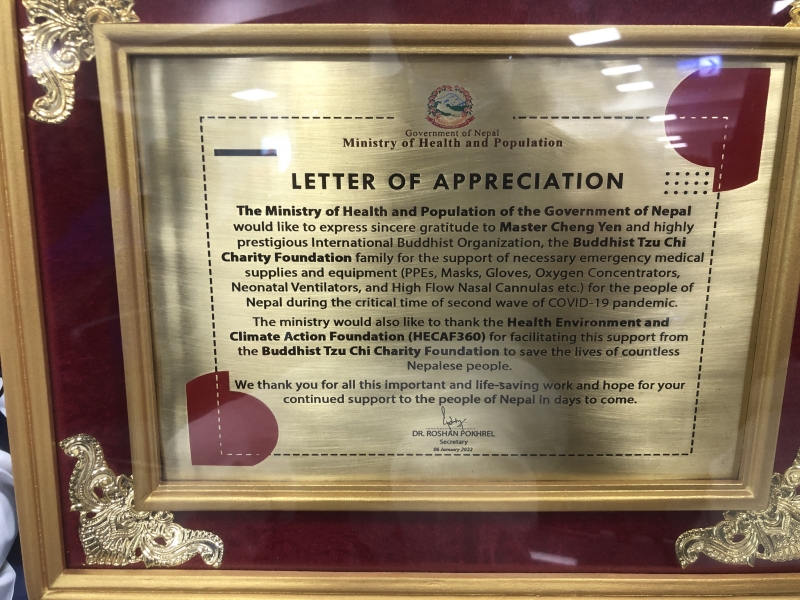 Government of Nepal
Ministry of Health and Population
LETTER OF APPRECIATION
The Ministry of Health and Population of the Government of Nepal
would like to express sincere gratitude to Master Cheng Yen and highly
prestigious International Buddhist Organization, the Buddhist Tzu Chi
Charity Foundation family for the support of necessary emergency medical
supplies and equipment (PPEs, Masks, Gloves, Oxygen Concentrators,
Neonatal Ventilators, and High Flow Nasal Cannulas etc.) for the people of
Nepal during the critical time of second wave of COVID-19 pandemic.
The ministry would also like to thank the Health Environment and
Climate Action Foundation (HECAF360) for facilitating this support from
the Buddhist Tzu Chi Charity Foundation to save the lives of countless
Nepalese people.
We thank you for all this important and life-saving work and hope for your
continued support to the people of Nepal in days to come.
DR. ROSHAN POKHREL
Secretary
January 2022